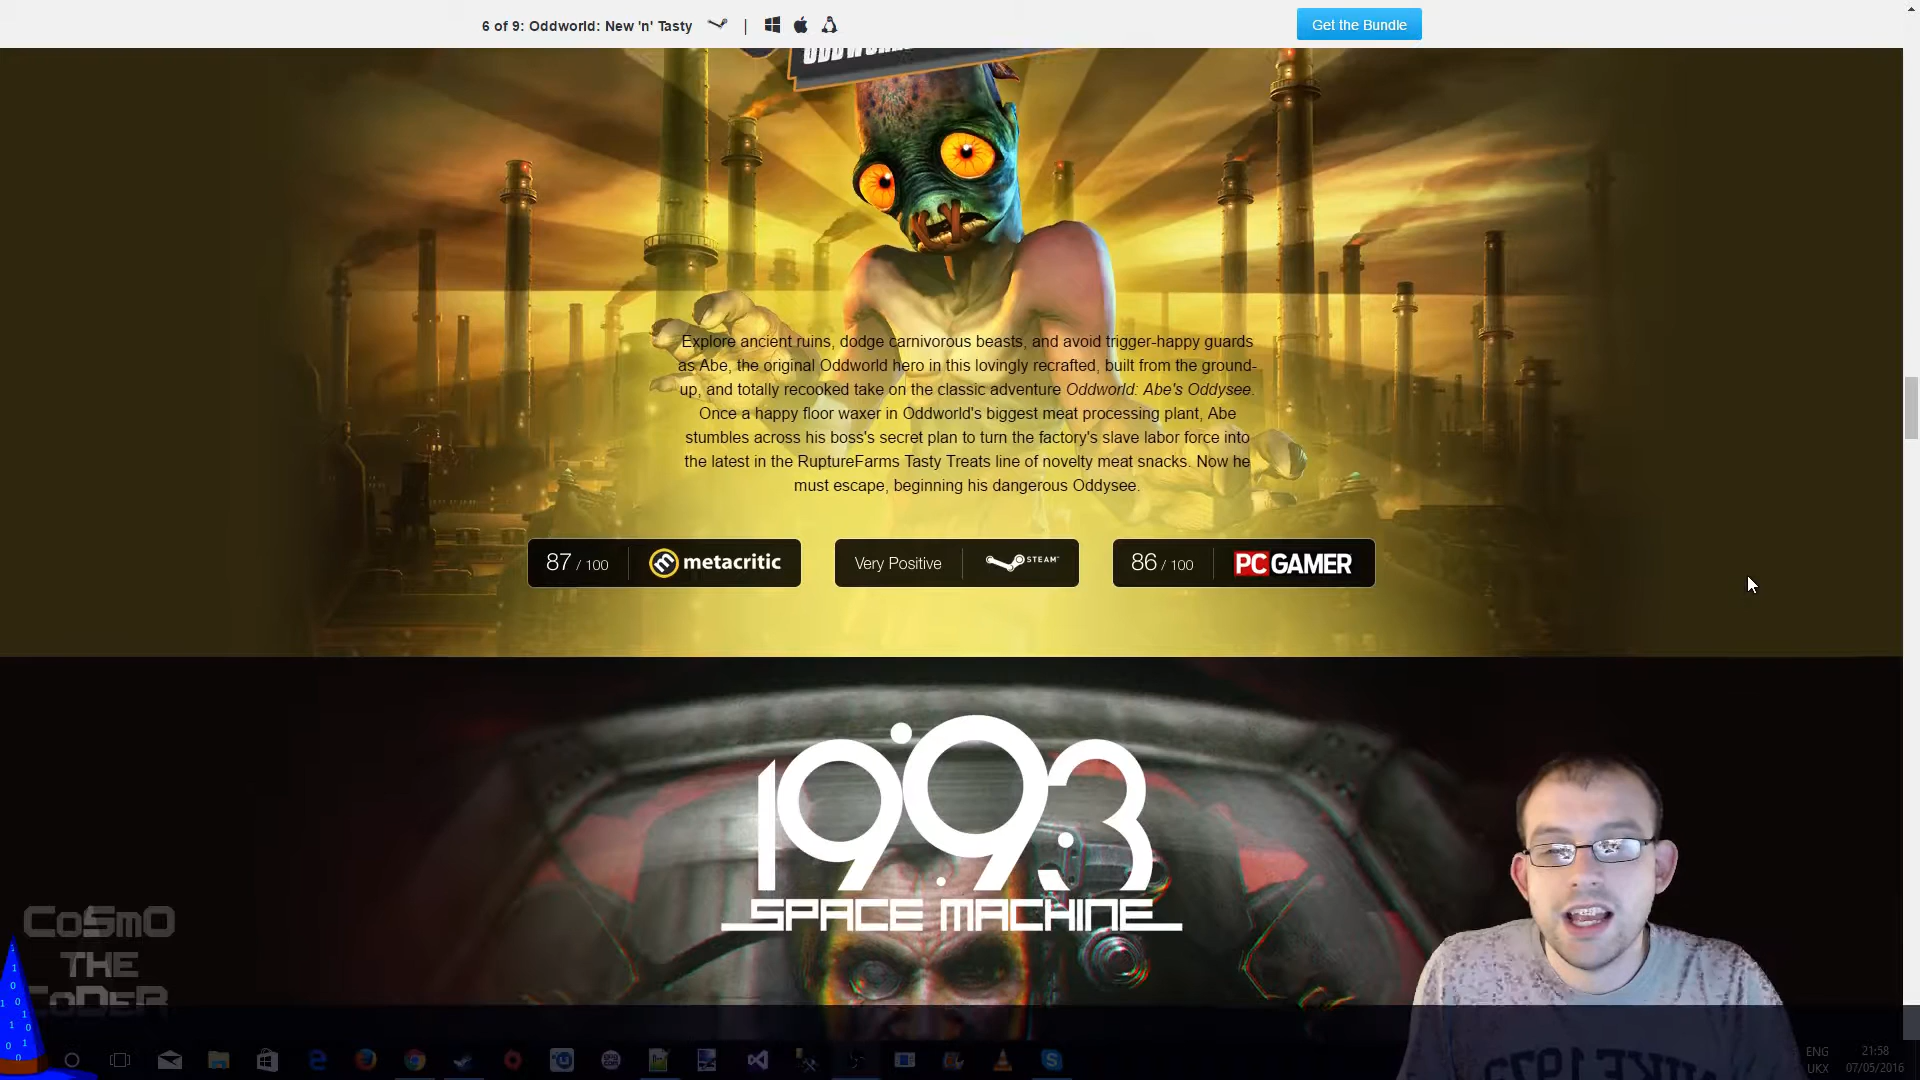 6 of 9: Oddworld: New 'n' Tasty |
Get the Bundle
Explore ancient ruins, dodge carnivorous beasts, and avoid trigger-happy guards
as Abe, the original Oddworld hero in this lovingly recrafted, built from the ground-
up, and totally recooked take on the classic adventure Oddworld: Abe's Oddysee.
Once a happy floor waxer in Oddworld's biggest meat processing plant, Abe
stumbles across his boss's secret plan to turn the factory's slave labor force into
the latest in the RuptureFarms Tasty Treats line of novelty meat snacks. Now he
must escape, beginning his dangerous Oddysee.
87 / 100 metacritic
Very Positive STEAM
86 / 100 PC GAMER
1993
SPACE MACHINE
CoSmO
THE
CoDeR
ENG
UKX
21:58
07/05/2016